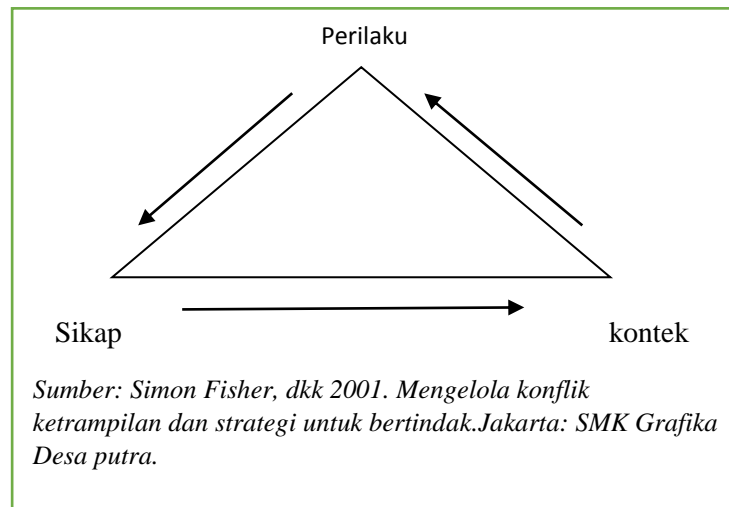 Perilaku
Sikap
kontek
Sumber: Simon Fisher, dkk 2001. Mengelola konflik
ketrampilan dan strategi untuk bertindak.Jakarta: SMK Grafika
Desa putra.